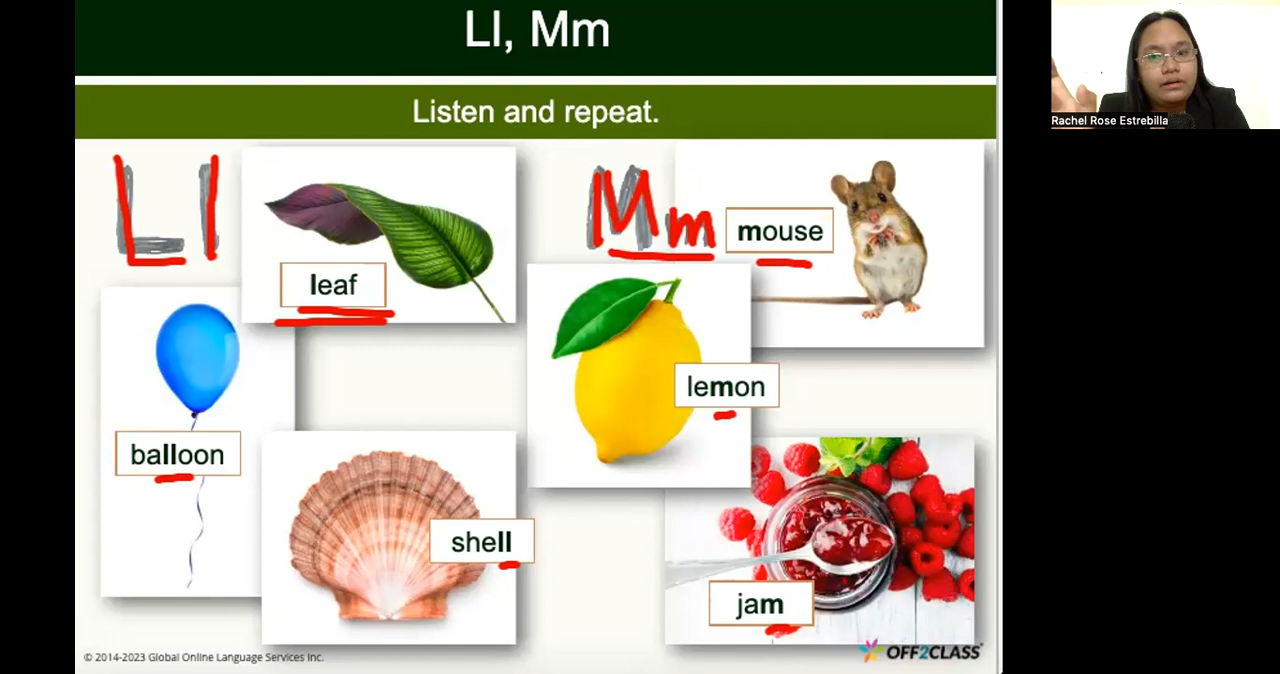 Ll, Mm
Listen and repeat.
Ll
leaf
balloon
shell
Mm
mouse
lemon
jam
© 2014-2023 Global Online Language Services Inc.
OFF2CLASS
Rachel Rose Estrebilla